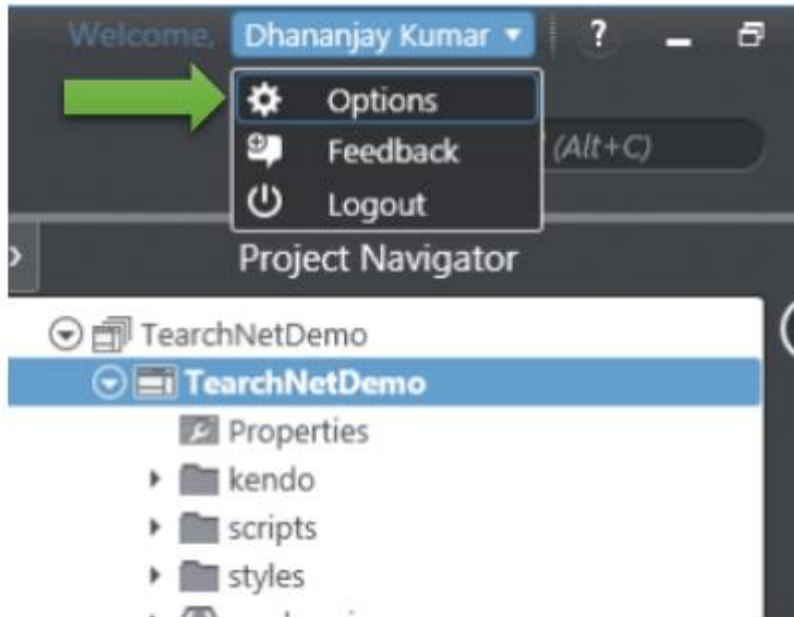 Welcome, Dhananjay Kumar ?
Options
Feedback (Alt+C)
Logout
Project Navigator
TearchNetDemo
TearchNetDemo
Properties
kendo
scripts
styles